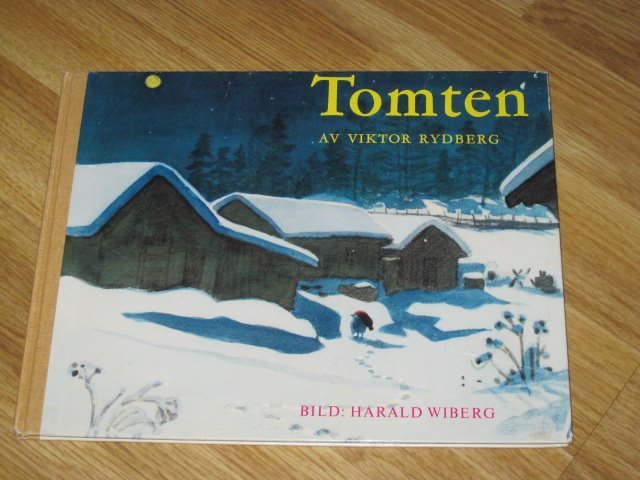 Tomten
AV VIKTOR RYDBERG
BILD: HARALD WIBERG